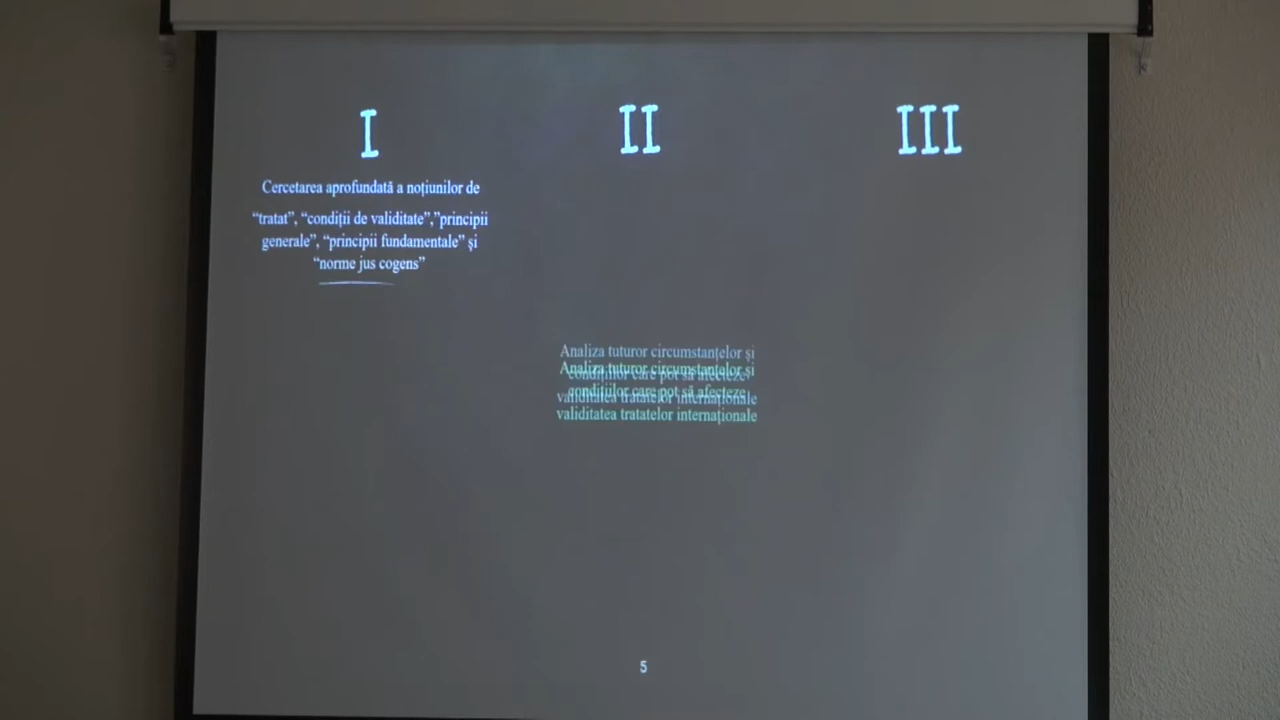 I
II
III
Cercetarea aprofundată a noțiunilor de
“tratat”, “condiții de validitate”,”principii
generale”, “principii fundamentale” și
“norme jus cogens”
Analiza tuturor circumstanțelor și
condițiilor care pot să afecteze
validitatea tratatelor internaționale
5